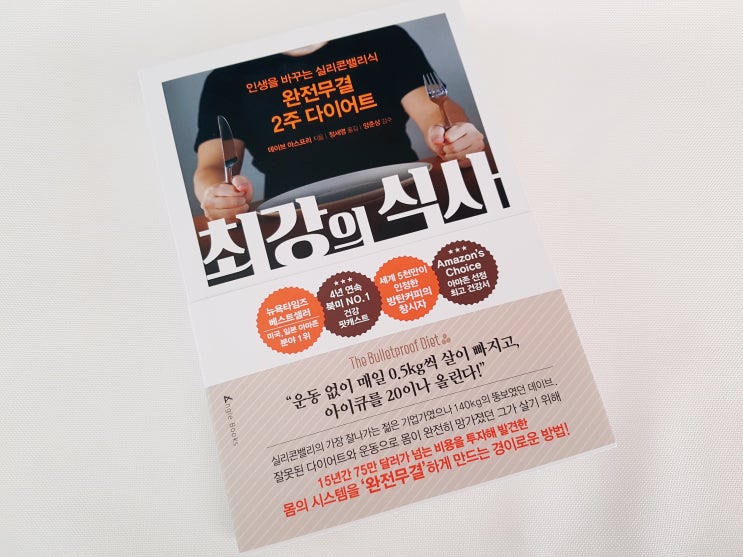 인생을 바꾸는 실리콘밸리식
완전무결
2주 다이어트
데이브 아스프리 지음 | 정세영 옮김 | 양준상 감수
최강의 식사
뉴욕타임즈
베스트셀러
미국, 일본 아마존
분야 1위
★★★
4년 연속
북미 NO.1
건강
팟캐스트
세계 5천만이
인정한
방탄커피의
창시자
★★★
Amazon's
Choice
아마존 선정
최고 건강서
The Bulletproof Diet
“운동 없이 매일 0.5kg씩 살이 빠지고,
아이큐를 20이나 올린다!”
실리콘밸리의 가장 잘나가는 젊은 기업가였으나 140kg의 뚱보였던 데이브,
잘못된 다이어트와 운동으로 몸이 완전히 망가졌던 그가 살기 위해
15년간 75만 달러가 넘는 비용을 투자해 발견한
몸의 시스템을 ‘완전무결’하게 만드는 경이로운 방법!
Angle Books